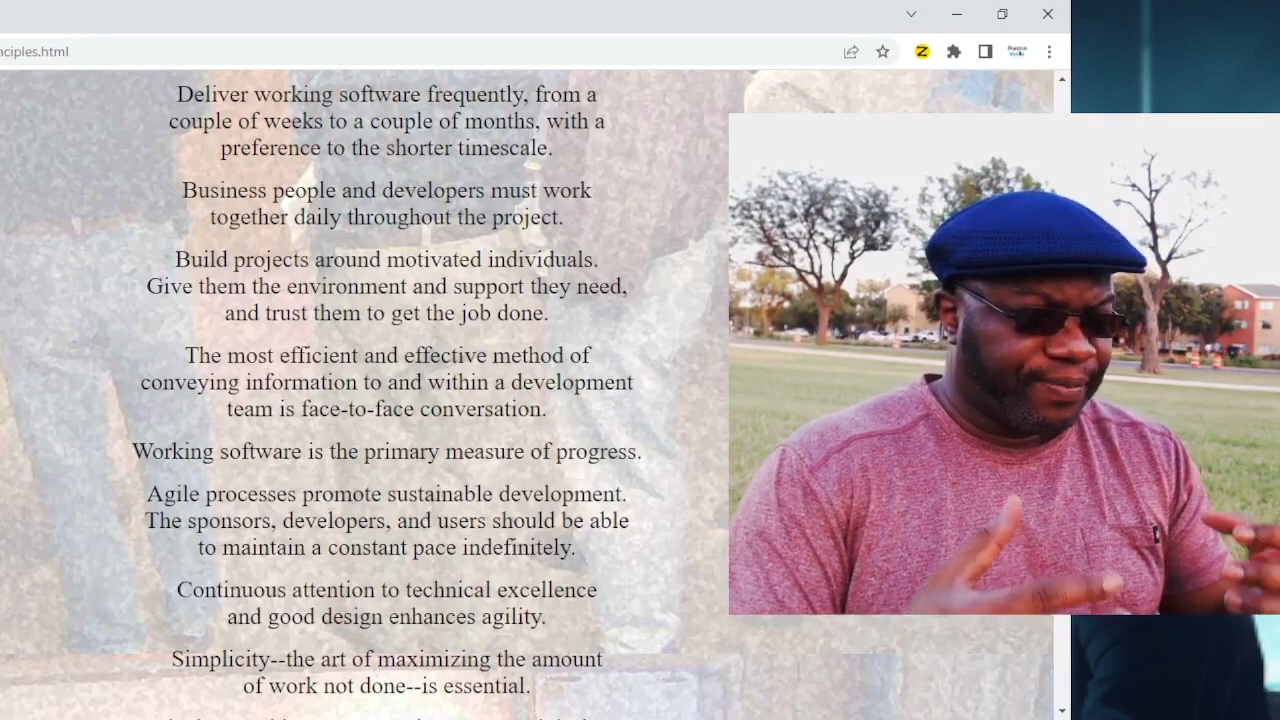 nciples.html
Deliver working software frequently, from a
couple of weeks to a couple of months, with a
preference to the shorter timescale.
Business people and developers must work
together daily throughout the project.
Build projects around motivated individuals.
Give them the environment and support they need,
and trust them to get the job done.
The most efficient and effective method of
conveying information to and within a development
team is face-to-face conversation.
Working software is the primary measure of progress.
Agile processes promote sustainable development.
The sponsors, developers, and users should be able
to maintain a constant pace indefinitely.
Continuous attention to technical excellence
and good design enhances agility.
Simplicity--the art of maximizing the amount
of work not done--is essential.